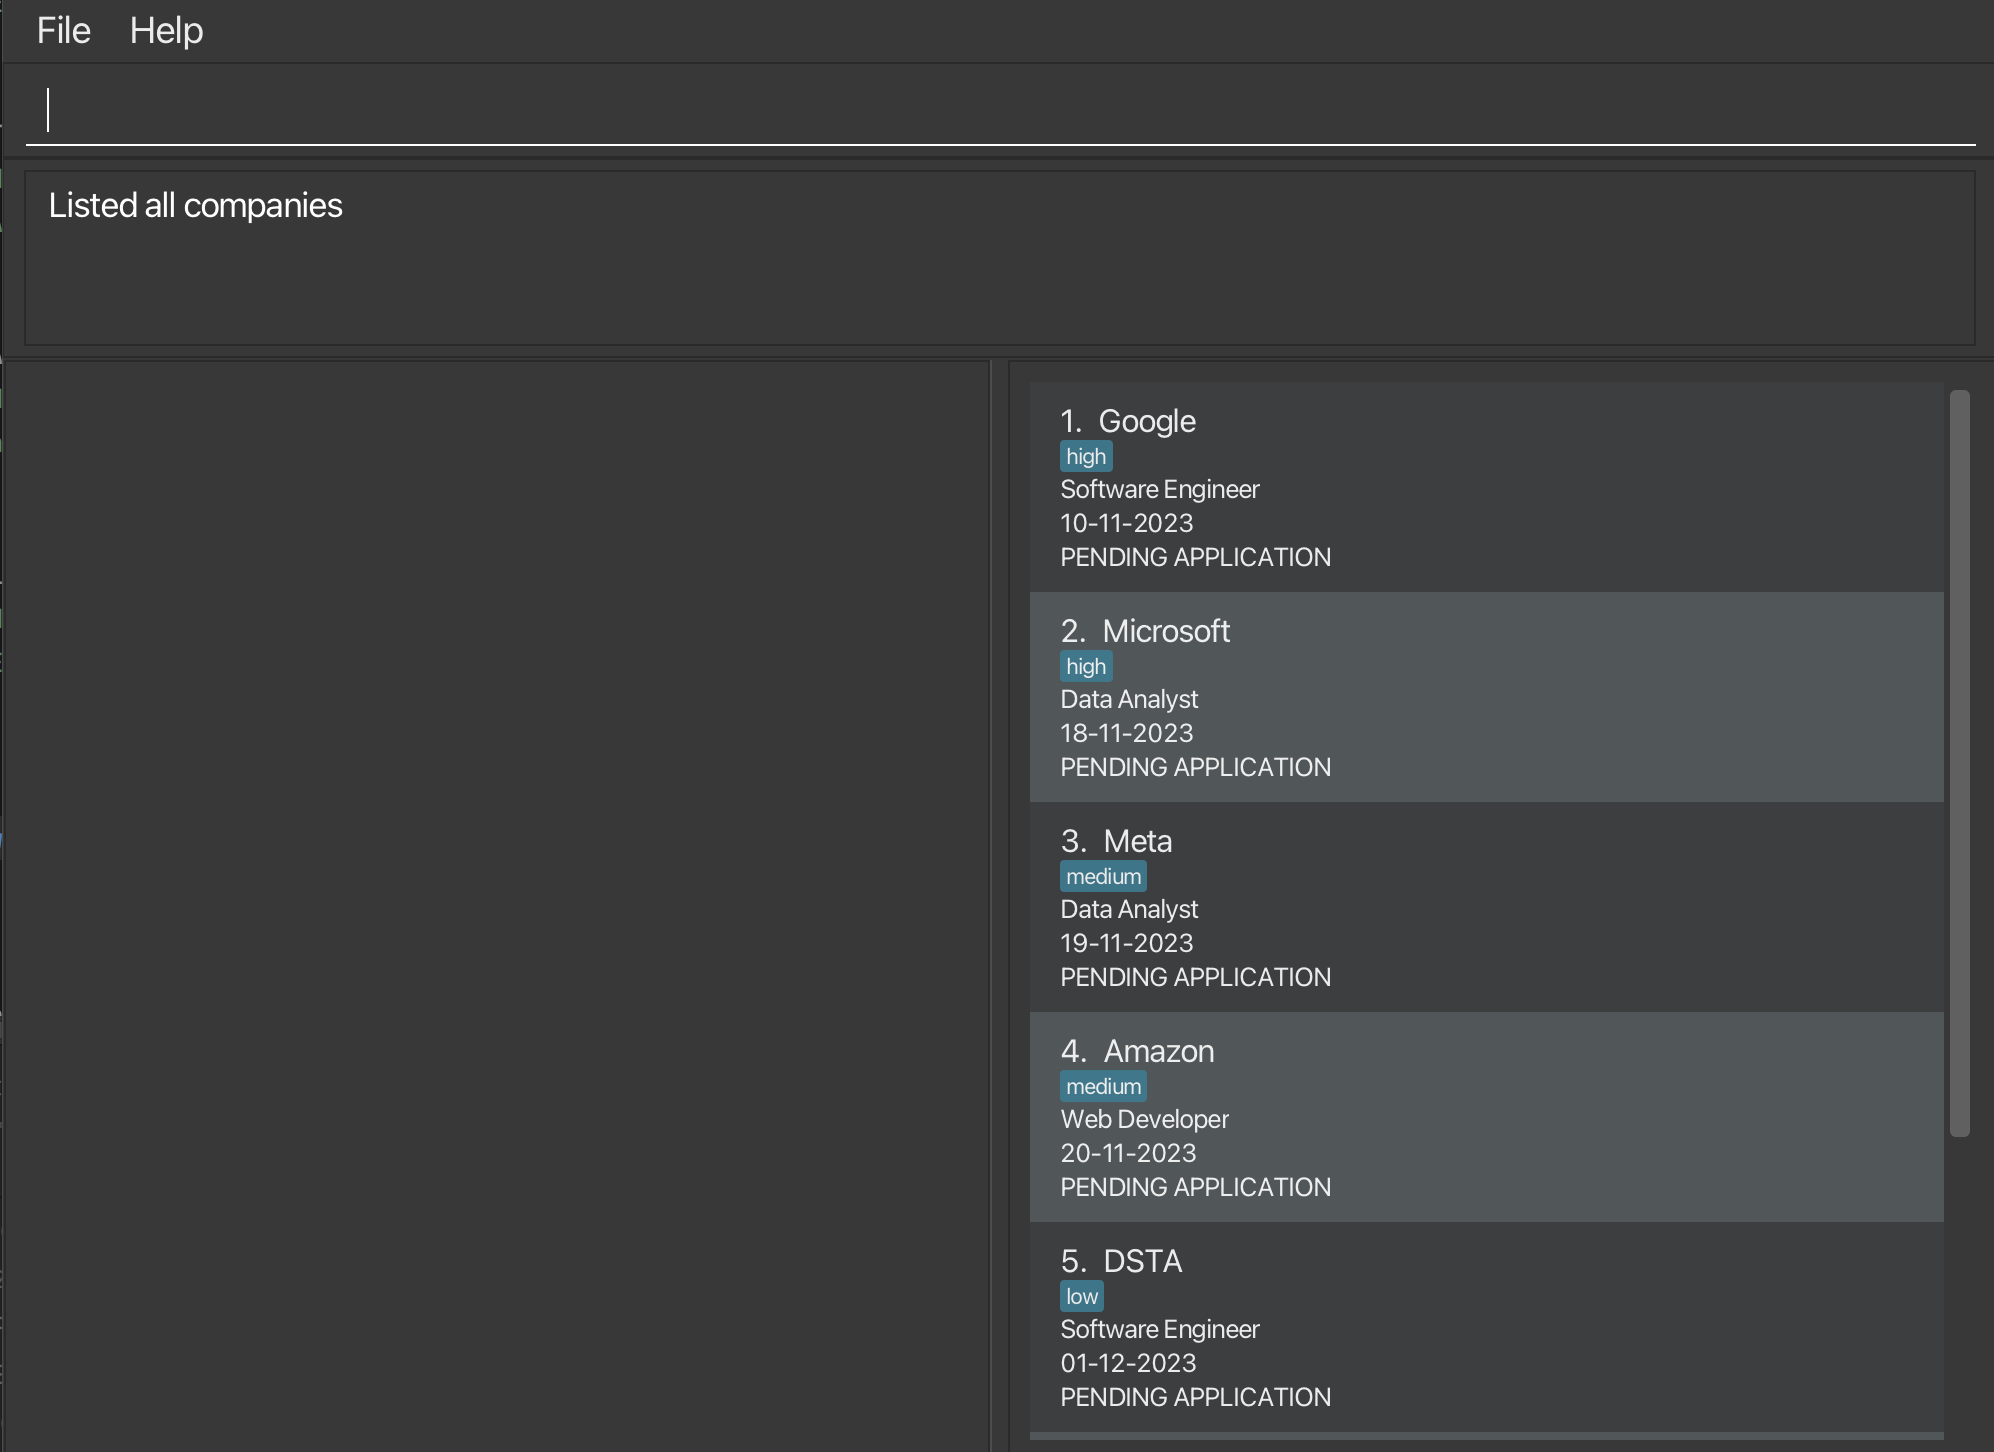 File Help
Listed all companies
1. Google
high
Software Engineer
10-11-2023
PENDING APPLICATION
2. Microsoft
high
Data Analyst
18-11-2023
PENDING APPLICATION
3. Meta
medium
Data Analyst
19-11-2023
PENDING APPLICATION
4. Amazon
medium
Web Developer
20-11-2023
PENDING APPLICATION
5. DSTA
low
Software Engineer
01-12-2023
PENDING APPLICATION